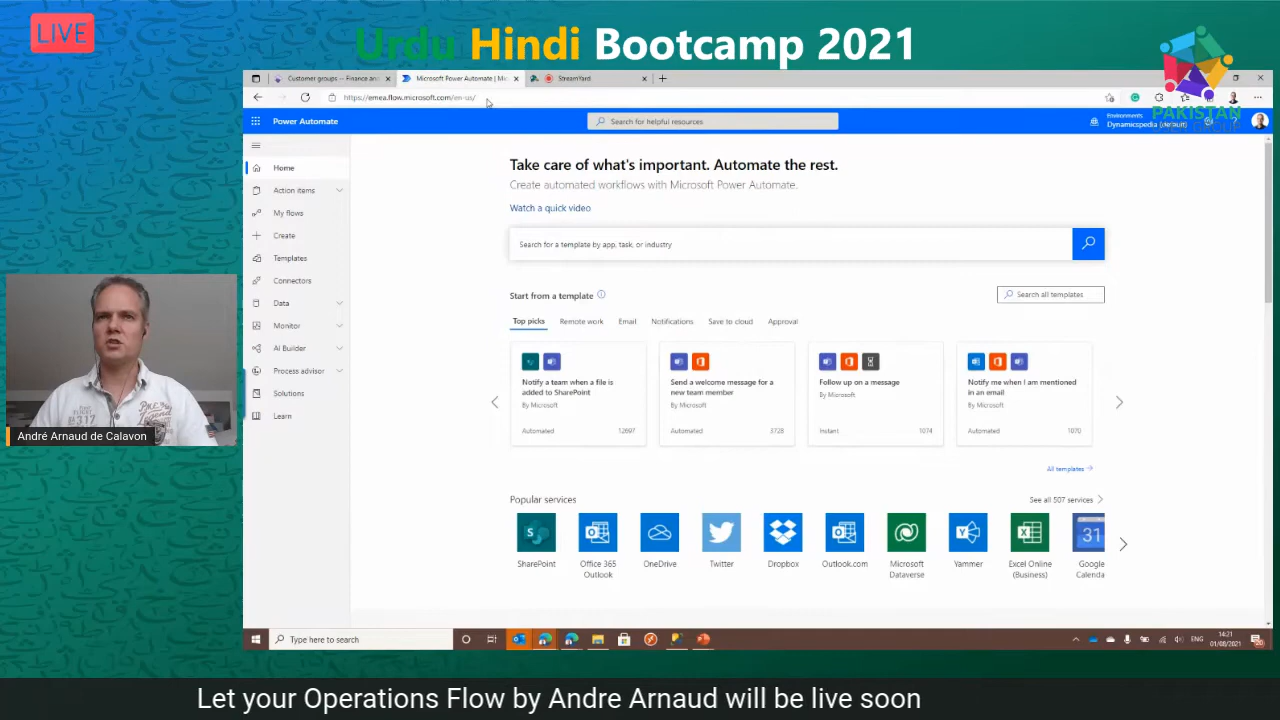 LIVE
Urdu Hindi Bootcamp 2021
Customer groups -- Finance and
Microsoft Power Automate | Mic
StreamYard
https://emea.flow.microsoft.com/en-us/
PAKISTAN
Power Automate
Search for helpful resources
Environments
Dynamicspedia (default)
Home
Action items
My flows
Create
Templates
Connectors
Data
Monitor
AI Builder
Process advisor
Solutions
Learn
Take care of what's important. Automate the rest.
Create automated workflows with Microsoft Power Automate.
Watch a quick video
Search for a template by app, task, or industry
Start from a template
Search all templates
Top picks
Remote work
Email
Notifications
Save to cloud
Approval
Notify a team when a file is
added to SharePoint
By Microsoft
Automated 12697
Send a welcome message for a
new team member
By Microsoft
Automated 3728
Follow up on a message
By Microsoft
Instant 1074
Notify me when I am mentioned
in an email
By Microsoft
Automated 1070
All templates
Popular services
See all 507 services
31
SharePoint
Office 365
Outlook
OneDrive
Twitter
Dropbox
Outlook.com
Microsoft
Dataverse
Yammer
Excel Online
(Business)
Google
Calenda
André Arnaud de Calavon
Type here to search
ENG
14:21
01/08/2021
Let your Operations Flow by Andre Arnaud will be live soon